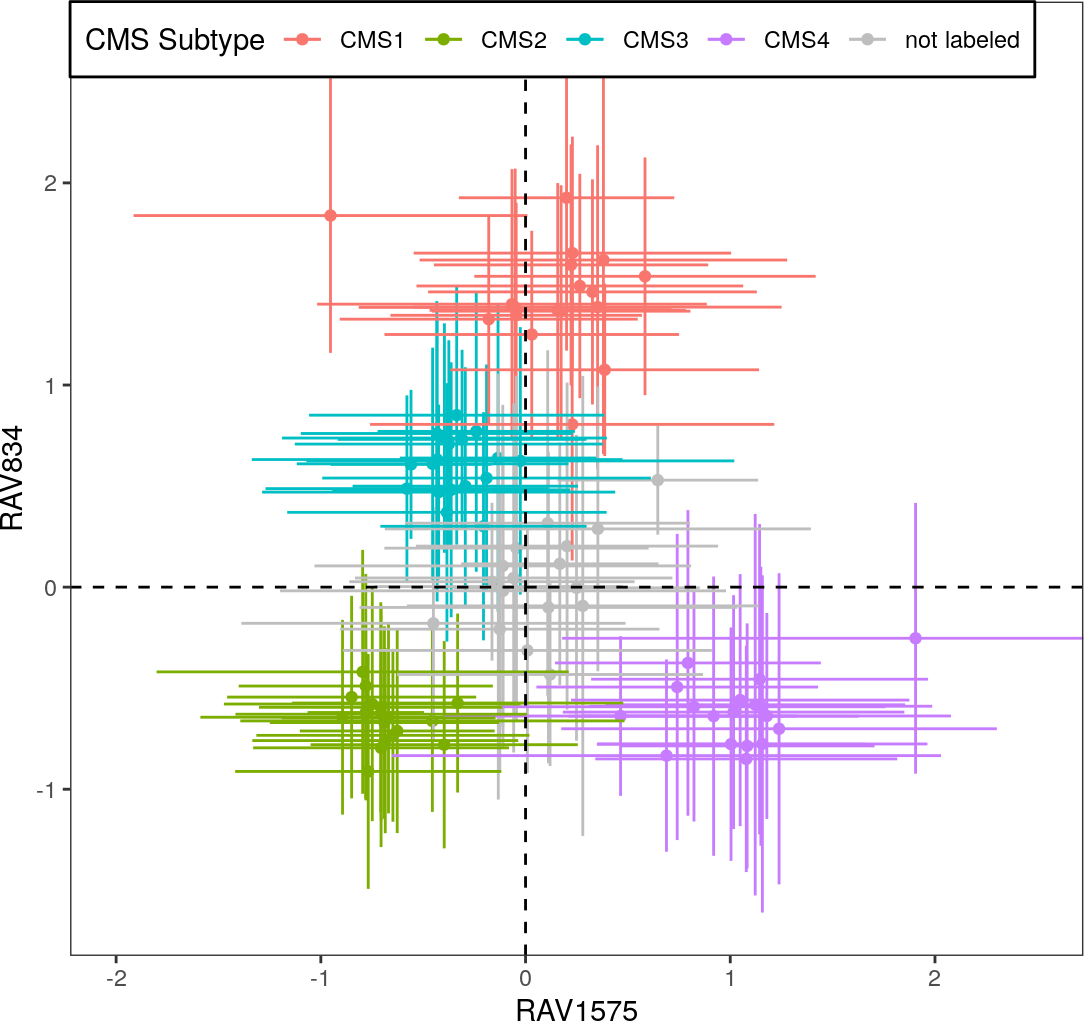 CMS Subtype CMS1 CMS2 CMS3 CMS4 not labeled
RAV834
2
1
0
-1
-2 -1 0 1 2
RAV1575